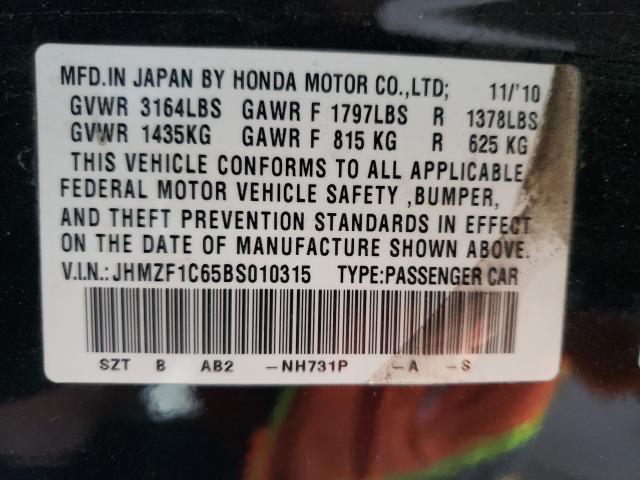 MFD.IN JAPAN BY HONDA MOTOR CO.,LTD; 11/'10
GVWR 3164LBS GAWR F 1797LBS R 1378LBS
GVWR 1435KG GAWR F 815 KG R 625 KG
THIS VEHICLE CONFORMS TO ALL APPLICABLE
FEDERAL MOTOR VEHICLE SAFETY ,BUMPER,
AND THEFT PREVENTION STANDARDS IN EFFECT
ON THE DATE OF MANUFACTURE SHOWN ABOVE.
V.I.N.:JHMZF1C65BS010315 TYPE:PASSENGER CAR
SZT B AB2 -NH731P -A -S